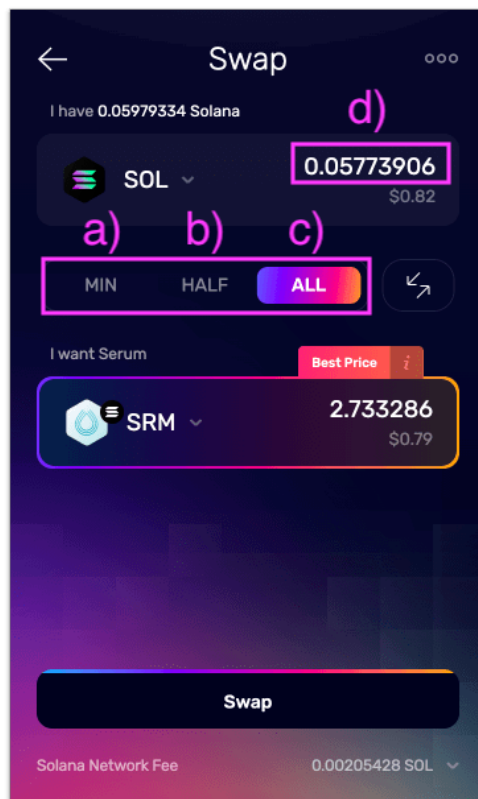 Swap
I have 0.05979334 Solana
d)
SOL
0.05773906
$0.82
a) b) c)
MIN HALF ALL
I want Serum
Best Price i
SRM
2.733286
$0.79
Swap
Solana Network Fee 0.00205428 SOL